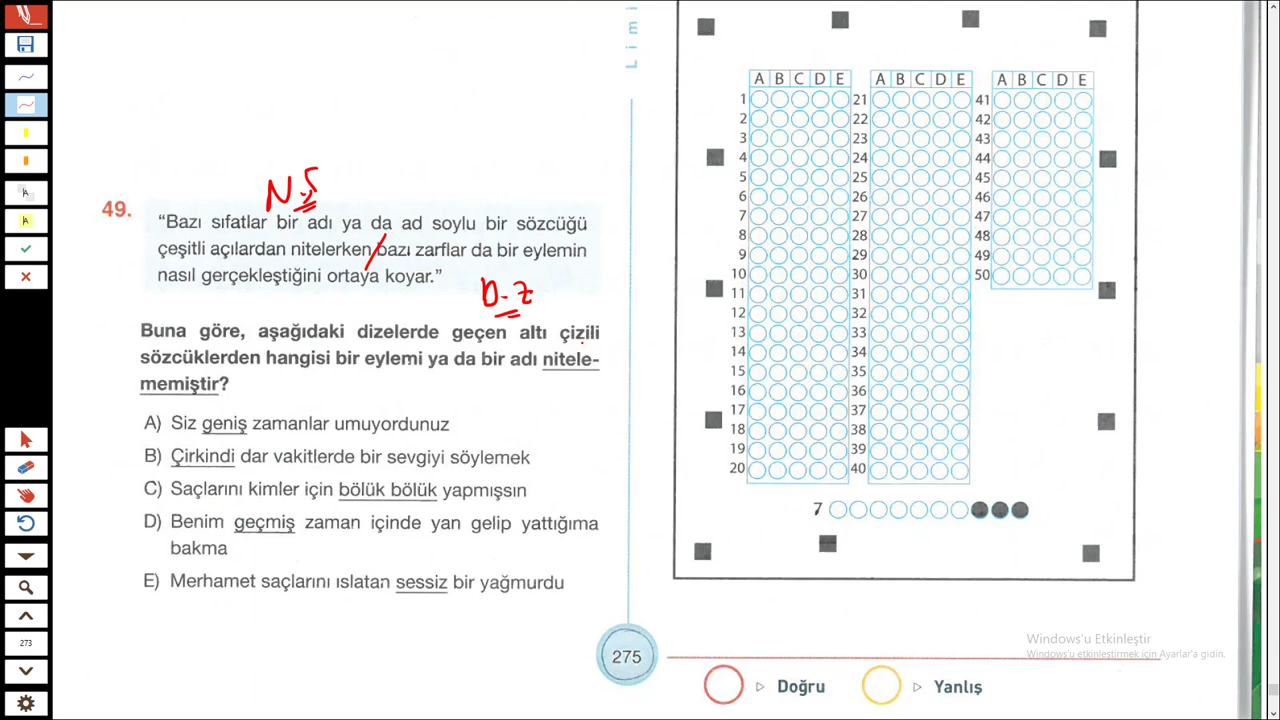 Limi
N.S
49.
“Bazı sıfatlar bir adı ya da ad soylu bir sözcüğü
çeşitli açılardan nitelerken bazı zarflar da bir eylemin
nasıl gerçekleştiğini ortaya koyar.”
D-Z
Buna göre, aşağıdaki dizelerde geçen altı çizili
sözcüklerden hangisi bir eylemi ya da bir adı nitele-
memiştir?
A) Siz geniş zamanlar umuyordunuz
B) Çirkindi dar vakitlerde bir sevgiyi söylemek
C) Saçlarını kimler için bölük bölük yapmışsın
D) Benim geçmiş zaman içinde yan gelip yattığıma
bakma
E) Merhamet saçlarını ıslatan sessiz bir yağmurdu
A B C D E A B C D E A B C D E
1 21 41
2 22 42
3 23 43
4 24 44
5 25 45
6 26 46
7 27 47
8 28 48
9 29 49
10 30 50
11 31
12 32
13 33
14 34
15 35
16 36
17 37
18 38
19 39
20 40
7
273
275
Doğru
Yanlış
Windows'u Etkinleştir
Windows'u etkinleştirmek için Ayarlar'a gidin.